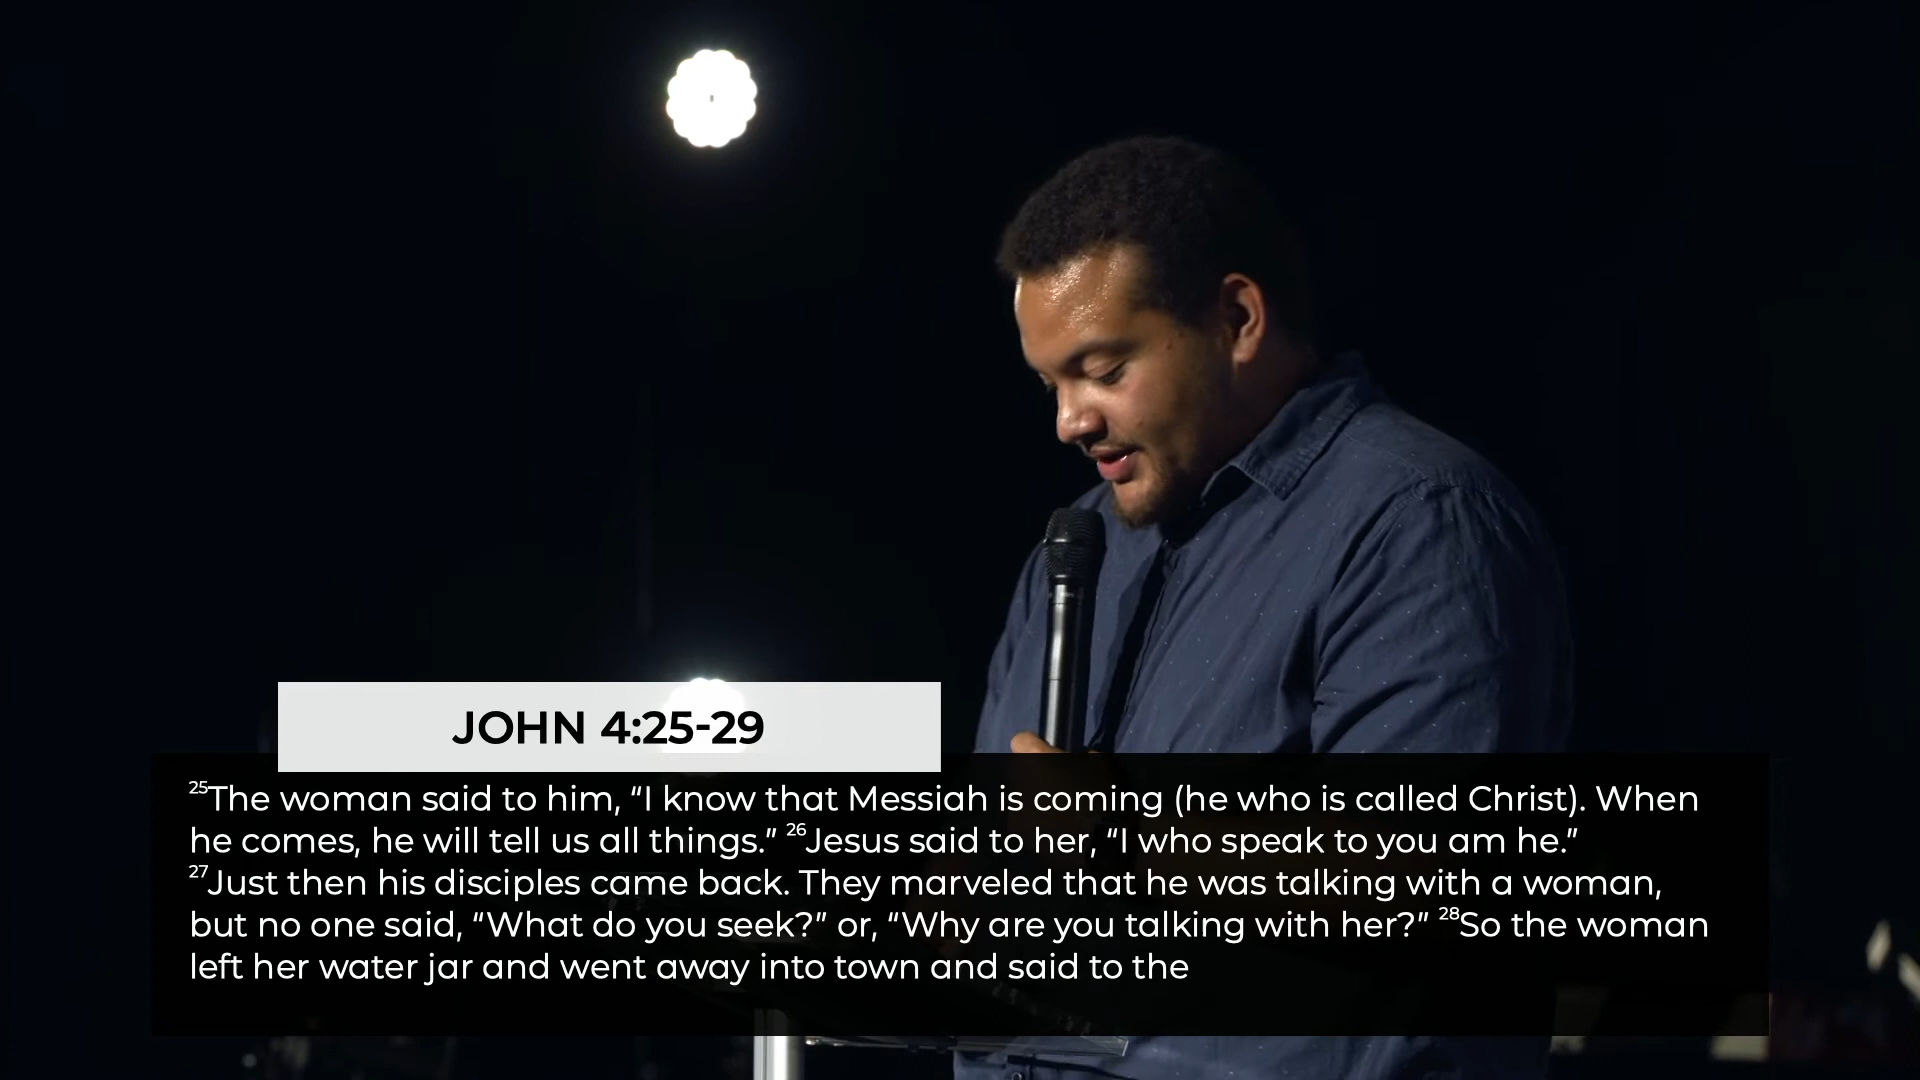 JOHN 4:25-29
²⁵The woman said to him, “I know that Messiah is coming (he who is called Christ). When
he comes, he will tell us all things.” ²⁶Jesus said to her, “I who speak to you am he.”
²⁷Just then his disciples came back. They marveled that he was talking with a woman,
but no one said, “What do you seek?” or, “Why are you talking with her?” ²⁸So the woman
left her water jar and went away into town and said to the